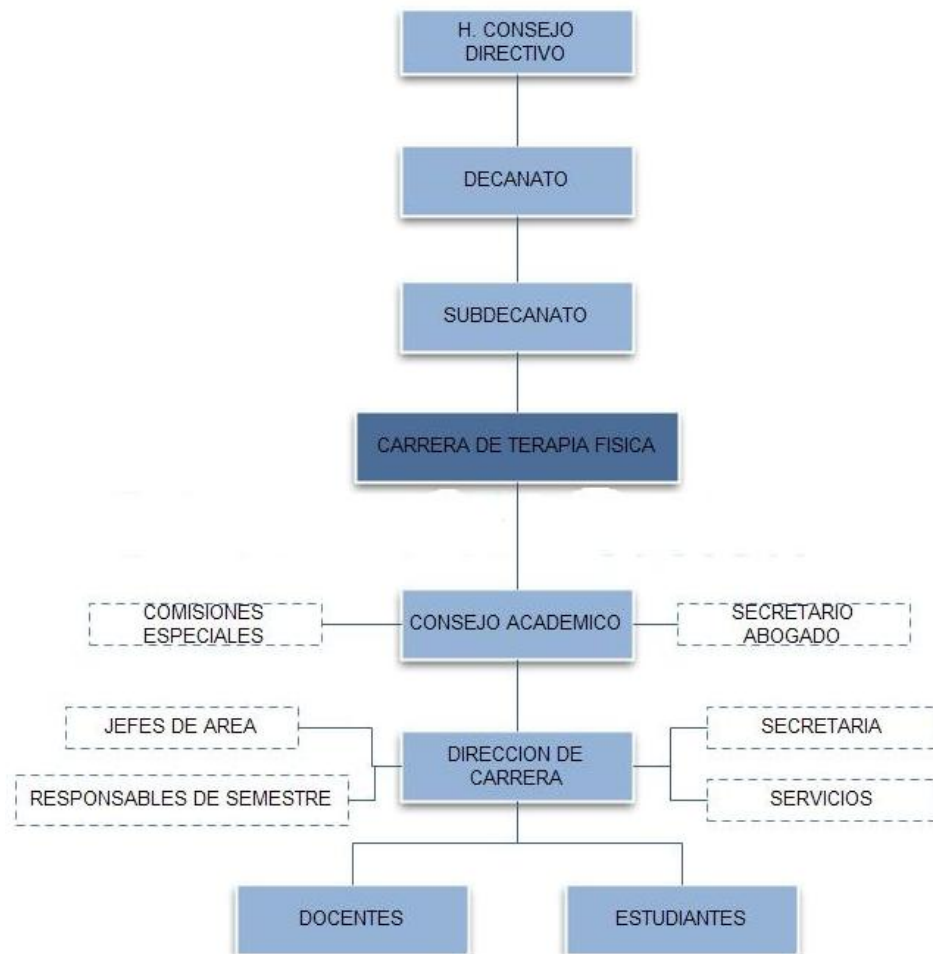 H. CONSEJO
DIRECTIVO
DECANATO
SUBDECANATO
CARRERA DE TERAPIA FISICA
COMISIONES
ESPECIALES
CONSEJO ACADEMICO
SECRETARIO
ABOGADO
JEFES DE AREA
DIRECCION DE
CARRERA
SECRETARIA
RESPONSABLES DE SEMESTRE
SERVICIOS
DOCENTES
ESTUDIANTES